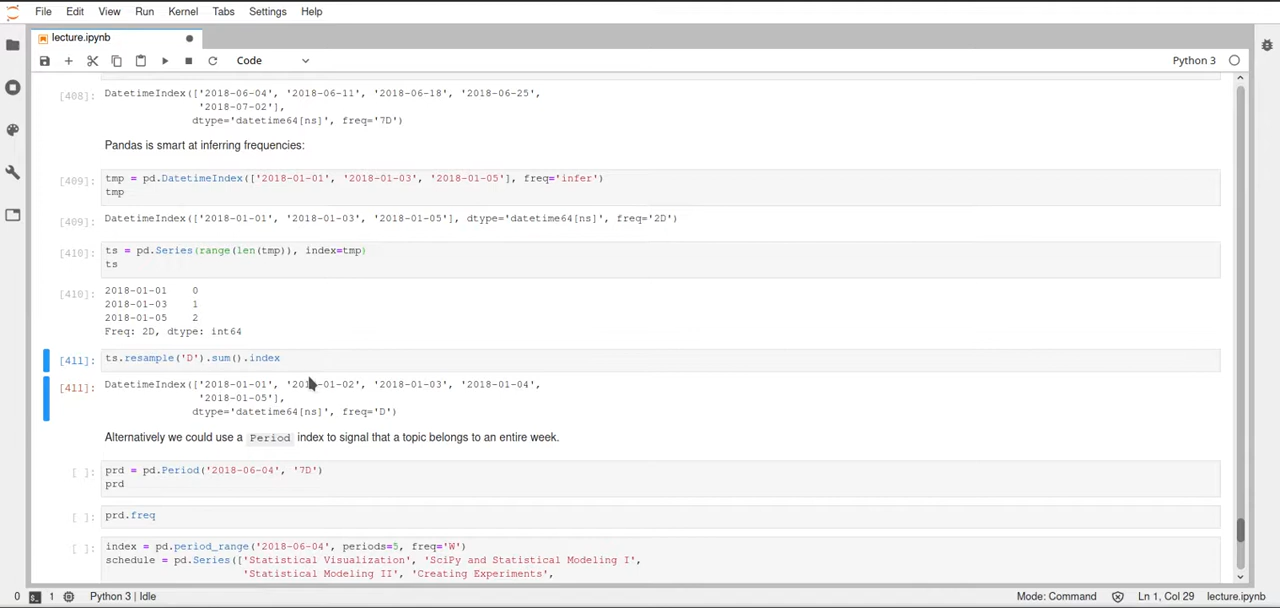 File Edit View Run Kernel Tabs Settings Help
lecture.ipynb
Code
Python 3
[408]: DatetimeIndex(['2018-06-04', '2018-06-11', '2018-06-18', '2018-06-25',
'2018-07-02'],
dtype='datetime64[ns]', freq='7D')
Pandas is smart at inferring frequencies:
[409]: tmp = pd.DatetimeIndex(['2018-01-01', '2018-01-03', '2018-01-05'], freq='infer')
tmp
[409]: DatetimeIndex(['2018-01-01', '2018-01-03', '2018-01-05'], dtype='datetime64[ns]', freq='2D')
[410]: ts = pd.Series(range(len(tmp)), index=tmp)
ts
[410]: 2018-01-01 0
2018-01-03 1
2018-01-05 2
Freq: 2D, dtype: int64
[411]: ts.resample('D').sum().index
[411]: DatetimeIndex(['2018-01-01', '2018-01-02', '2018-01-03', '2018-01-04',
'2018-01-05'],
dtype='datetime64[ns]', freq='D')
Alternatively we could use a Period index to signal that a topic belongs to an entire week.
[ ]: prd = pd.Period('2018-06-04', '7D')
prd
[ ]: prd.freq
[ ]: index = pd.period_range('2018-06-04', periods=5, freq='W')
schedule = pd.Series(['Statistical Visualization', 'SciPy and Statistical Modeling I',
'Statistical Modeling II', 'Creating Experiments',
0 1 Python 3 | Idle Mode: Command Ln 1, Col 29 lecture.ipynb